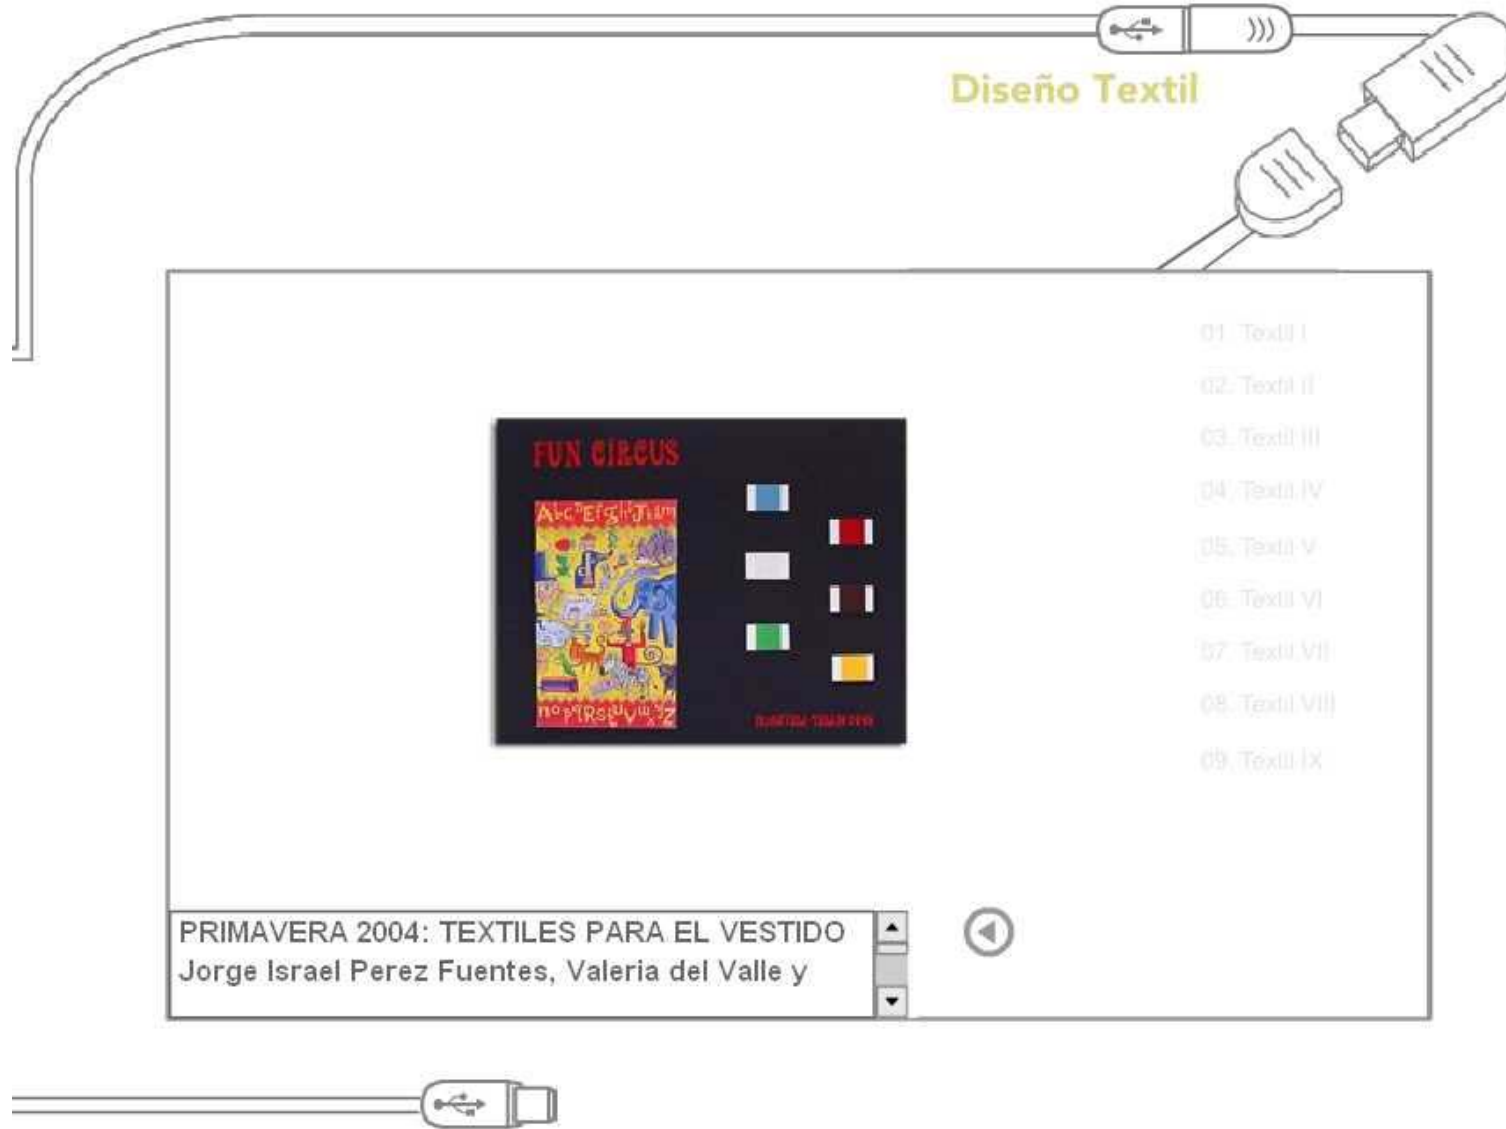 Diseño Textil
01. Textil I
02. Textil II
03. Textil III
04. Textil IV
05. Textil V
06. Textil VI
07. Textil VII
08. Textil VIII
09. Textil IX
FUN CIRCUS
PRIMAVERA 2004: TEXTILES PARA EL VESTIDO
Jorge Israel Perez Fuentes, Valeria del Valle y